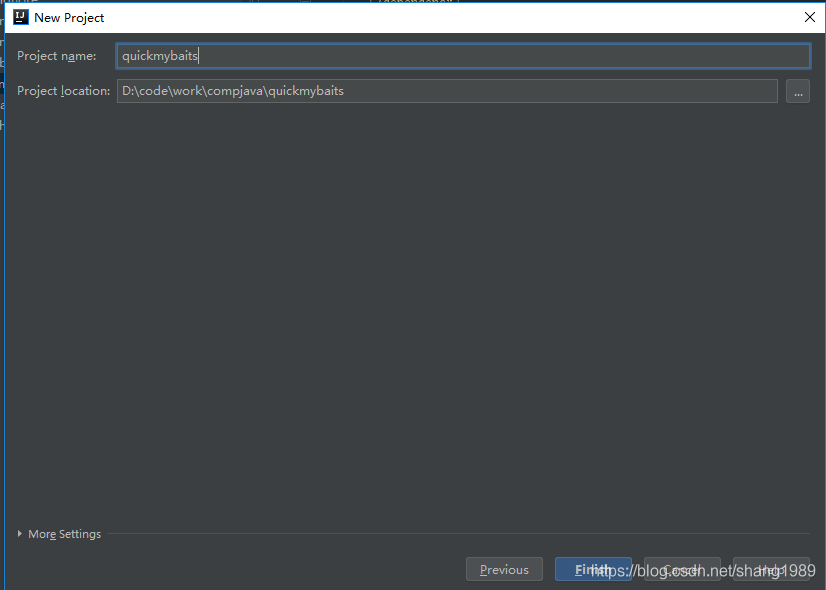 New Project
Project name: quickmybaits
Project location: D:\code\work\compjava\quickmybaits ...
More Settings
Previous Finish Cancel Help
https://blog.csdn.net/shang1989